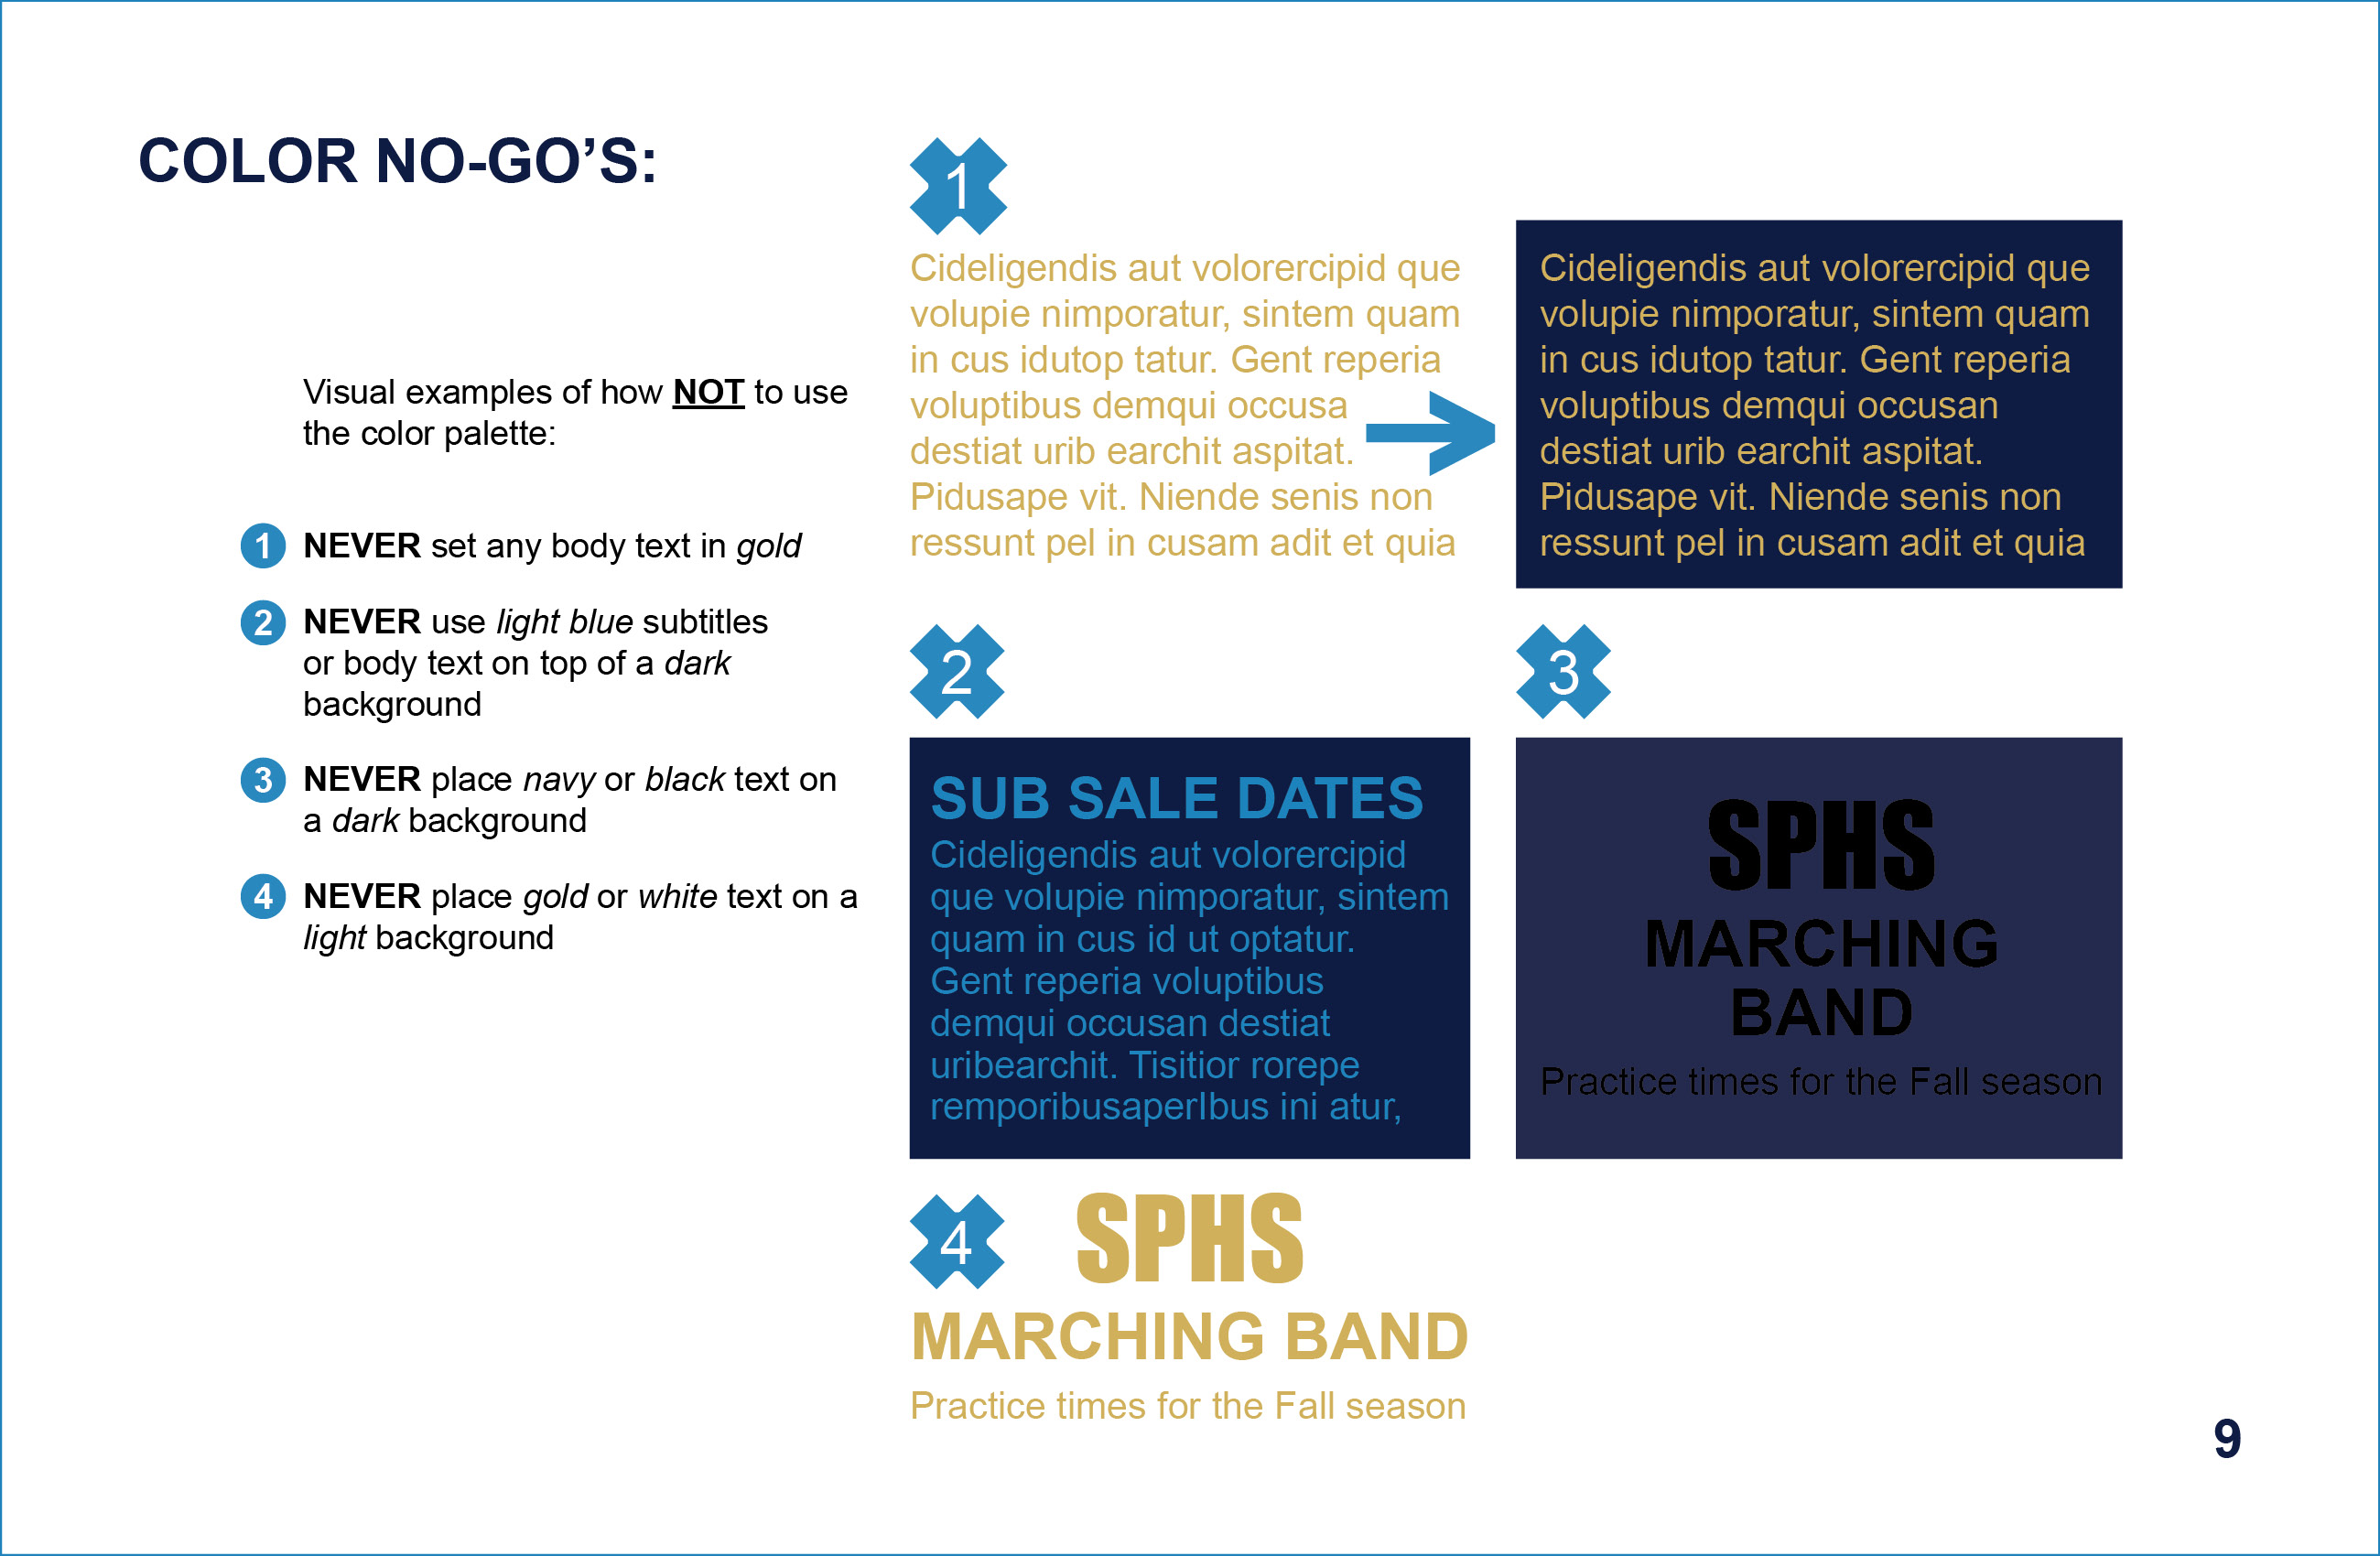 COLOR NO-GO’S:
Visual examples of how NOT to use
the color palette:
1 NEVER set any body text in gold
2 NEVER use light blue subtitles
or body text on top of a dark
background
3 NEVER place navy or black text on
a dark background
4 NEVER place gold or white text on a
light background
1
Cideligendis aut volorercipid que
volupie nimporatur, sintem quam
in cus idutop tatur. Gent reperia
voluptibus demqui occusa
destiat urib earchit aspitat.
Pidusape vit. Niende senis non
ressunt pel in cusam adit et quia
Cideligendis aut volorercipid que
volupie nimporatur, sintem quam
in cus idutop tatur. Gent reperia
voluptibus demqui occusan
destiat urib earchit aspitat.
Pidusape vit. Niende senis non
ressunt pel in cusam adit et quia
2
SUB SALE DATES
Cideligendis aut volorercipid
que volupie nimporatur, sintem
quam in cus id ut optatur.
Gent reperia voluptibus
demqui occusan destiat
uribearchit. Tisitior rorepe
remporibusaperIbus ini atur,
3
SPHS
MARCHING
BAND
Practice times for the Fall season
4
SPHS
MARCHING BAND
Practice times for the Fall season
9